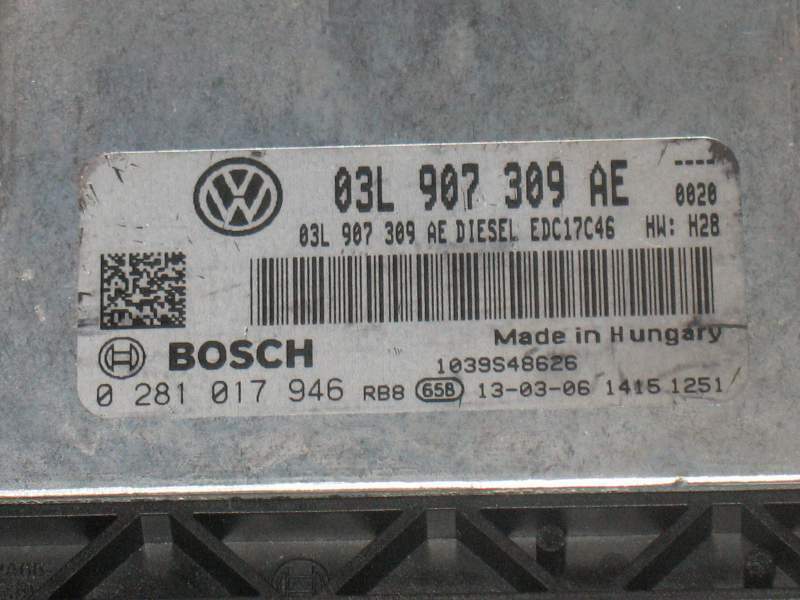 03L 907 309 AE ----
0020
03L 907 309 AE DIESEL EDC17C46 HW: H28
Made in Hungary
BOSCH 1039S48626
0 281 017 946 RB8 65B 13-03-06 1415 1251